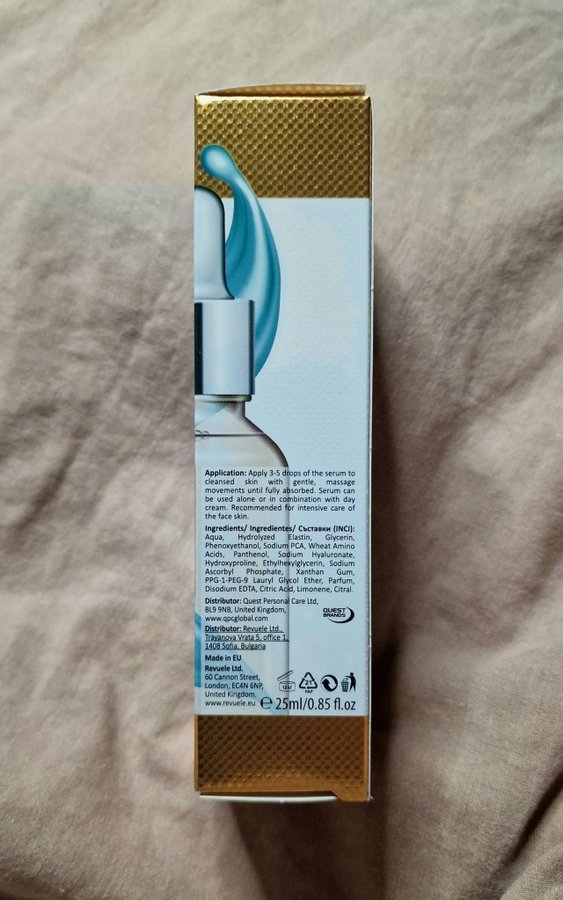 Application: Apply 3-5 drops of the serum to
cleansed skin with gentle, massage
movements until fully absorbed. Serum can
be used alone or in combination with day
cream. Recommended for intensive care of
the face skin.
Ingredients/ Ingredientes/ Съставки (INCI):
Aqua, Hydrolyzed Elastin, Glycerin,
Phenoxyethanol, Sodium PCA, Wheat Amino
Acids, Panthenol, Sodium Hyaluronate,
Hydroxyproline, Ethylhexylglycerin, Sodium
Ascorbyl Phosphate, Xanthan Gum,
PPG-1-PEG-9 Lauryl Glycol Ether, Parfum,
Disodium EDTA, Citric Acid, Limonene, Citral.
Distributor: Quest Personal Care Ltd,
BL9 9NB, United Kingdom,
www.qpcglobal.com
QUEST
BRANDS
Distributor: Revuele Ltd.,
Trayanova Vrata 5, office 1,
1408 Sofia, Bulgaria
Made in EU
Revuele Ltd.
60 Cannon Street,
London, EC4N 6NP,
United Kingdom.
www.revuele.eu
12M
21
PAP
℮ 25ml/0.85 fl.oz